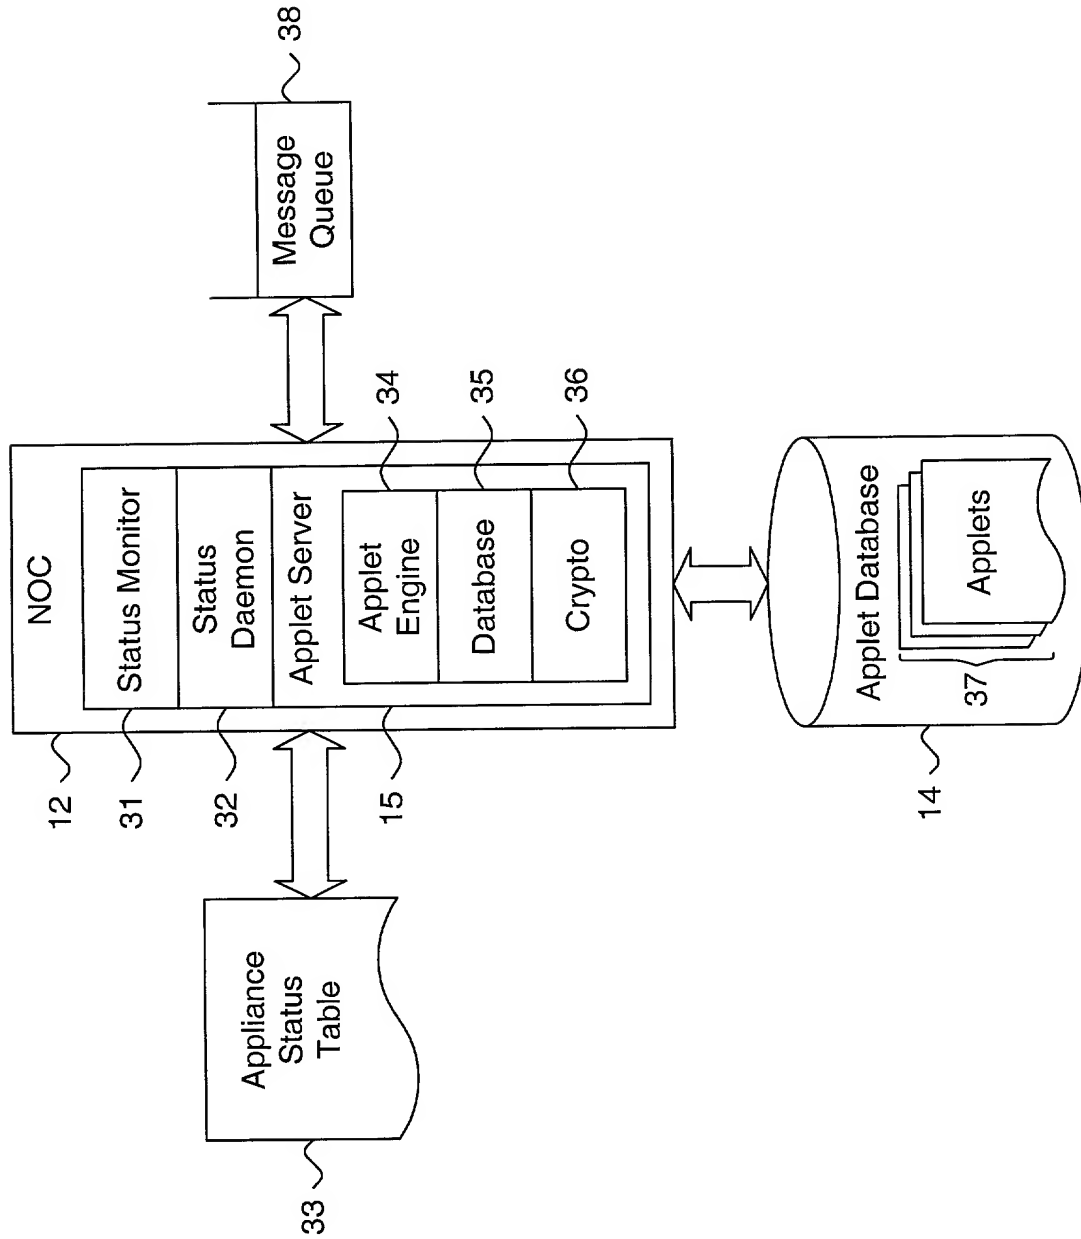 NOC
12
Status Monitor
31
Status
Daemon
32
Applet Server
15
Applet
Engine
34
Database
35
Crypto
36
Appliance
Status
Table
33
Message
Queue
38
Applet Database
14
Applets
37